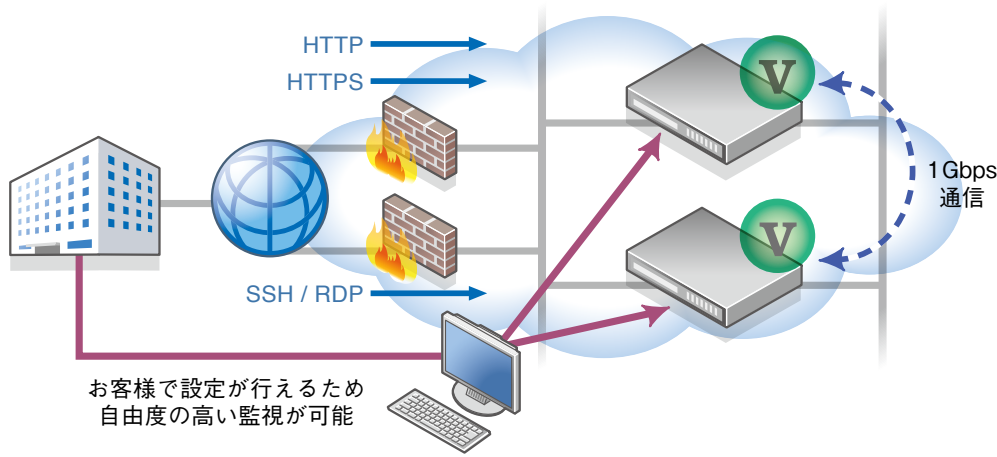 HTTP
HTTPS
V
1Gbps
通信
V
SSH / RDP
お客様で設定が行えるため
自由度の高い監視が可能